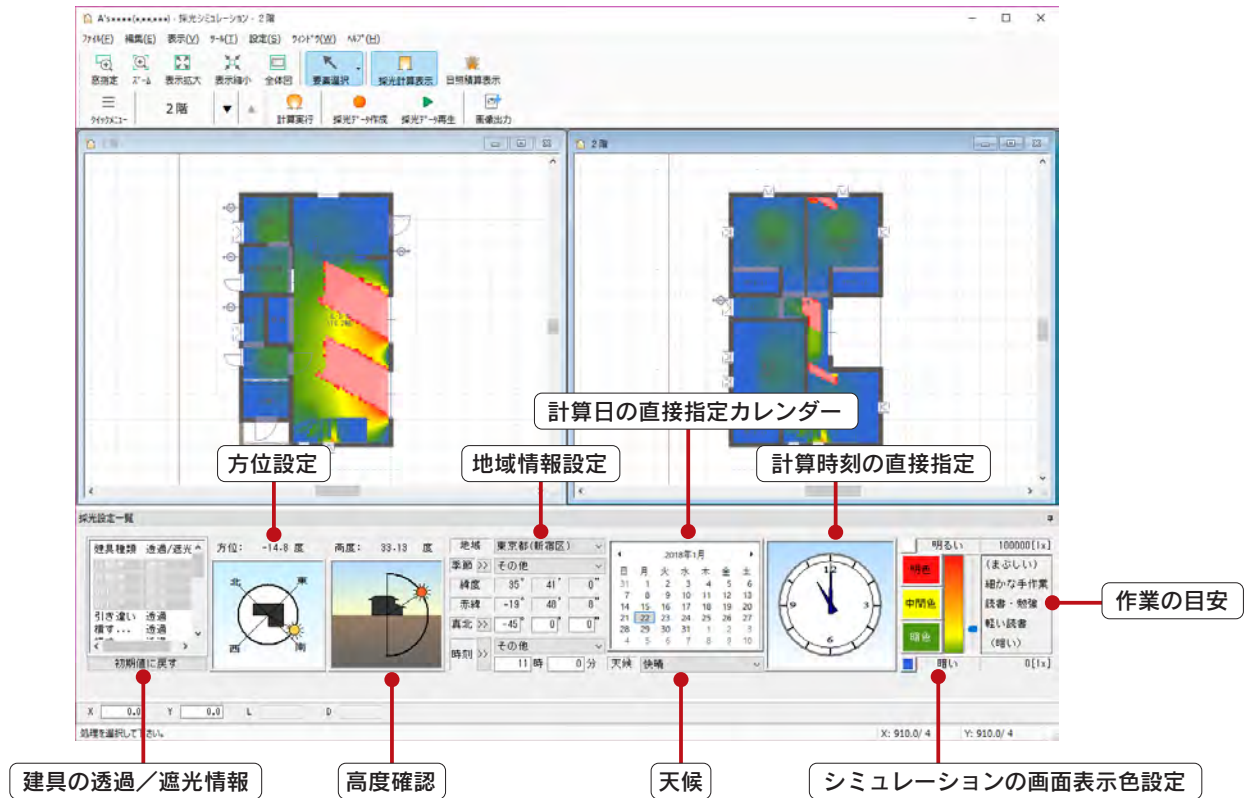 A's****(*,**,***) - 採光シミュレーション - 2階
ファイル(F) 編集(E) 表示(V) ツール(T) 設定(S) ウィンドウ(W) ヘルプ(H)
窓指定 ズーム 表示拡大 表示縮小 全体図 要素選択 採光計算表示 日照積算表示
クイックメニュー 2階 ▼ ▲ 計算実行 採光データ作成 採光データ再生 画像出力
2階
計算日の直接指定カレンダー
方位設定 地域情報設定 計算時刻の直接指定
採光設定一覧
建具種類 透過/遮光
引き違い 透過
横す... 透過
初期値に戻す
方位: -14.8 度
北
東
西
南
高度: 33.13 度
地域 東京都(新宿区)
季節 >> その他
緯度 35° 41' 0"
赤緯 -19° 48' 8"
真北 >> -45° 0' 0"
時刻 >> その他
11 時 0 分
2018年1月
日 月 火 水 木 金 土
31 1 2 3 4 5 6
7 8 9 10 11 12 13
14 15 16 17 18 19 20
21 22 23 24 25 26 27
28 29 30 31 1 2 3
4 5 6 7 8 9 10
天候 快晴
12
3
6
9
明るい 100000[lx]
明色
中間色
暗色
暗い 0[lx]
(まぶしい)
細かな手作業
読書・勉強
軽い読書
(暗い)
作業の目安
X 0.0 Y 0.0 L D
処理を選択して下さい。 X: 910.0/ 4 Y: 910.0/ 4
建具の透過／遮光情報 高度確認 天候 シミュレーションの画面表示色設定